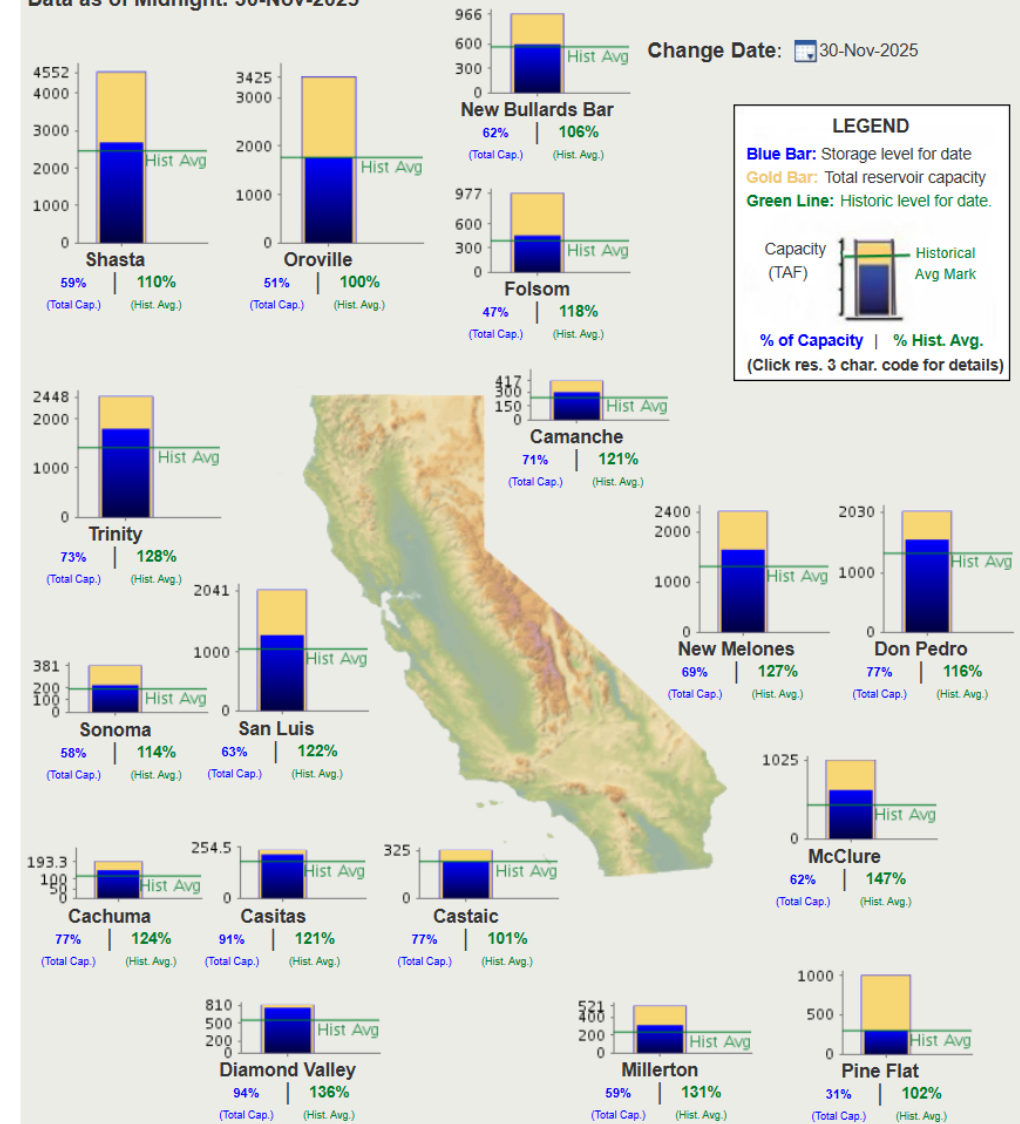 Data as of Midnight: 30-Nov-2025
Change Date: 30-Nov-2025
966
600
300
0
Hist Avg
New Bullards Bar
62% | 106%
(Total Cap.) (Hist. Avg.)
4552
4000
3000
2000
1000
0
Hist Avg
Shasta
59% | 110%
(Total Cap.) (Hist. Avg.)
3425
3000
2000
1000
0
Hist Avg
Oroville
51% | 100%
(Total Cap.) (Hist. Avg.)
977
600
300
0
Hist Avg
Folsom
47% | 118%
(Total Cap.) (Hist. Avg.)
LEGEND
Blue Bar: Storage level for date
Gold Bar: Total reservoir capacity
Green Line: Historic level for date.
Capacity
(TAF)
Historical
Avg Mark
% of Capacity | % Hist. Avg.
(Click res. 3 char. code for details)
417
300
150
0
Hist Avg
Camanche
71% | 121%
(Total Cap.) (Hist. Avg.)
2448
2000
1000
0
Hist Avg
Trinity
73% | 128%
(Total Cap.) (Hist. Avg.)
2400
2000
1000
0
Hist Avg
New Melones
69% | 127%
(Total Cap.) (Hist. Avg.)
2030
1000
0
Hist Avg
Don Pedro
77% | 116%
(Total Cap.) (Hist. Avg.)
381
200
100
0
Hist Avg
Sonoma
58% | 114%
(Total Cap.) (Hist. Avg.)
2041
1000
0
Hist Avg
San Luis
63% | 122%
(Total Cap.) (Hist. Avg.)
1025
0
Hist Avg
McClure
62% | 147%
(Total Cap.) (Hist. Avg.)
193.3
100
50
0
Hist Avg
Cachuma
77% | 124%
(Total Cap.) (Hist. Avg.)
254.5
0
Hist Avg
Casitas
91% | 121%
(Total Cap.) (Hist. Avg.)
325
0
Hist Avg
Castaic
77% | 101%
(Total Cap.) (Hist. Avg.)
810
500
200
0
Hist Avg
Diamond Valley
94% | 136%
(Total Cap.) (Hist. Avg.)
521
400
200
0
Hist Avg
Millerton
59% | 131%
(Total Cap.) (Hist. Avg.)
1000
500
0
Hist Avg
Pine Flat
31% | 102%
(Total Cap.) (Hist. Avg.)